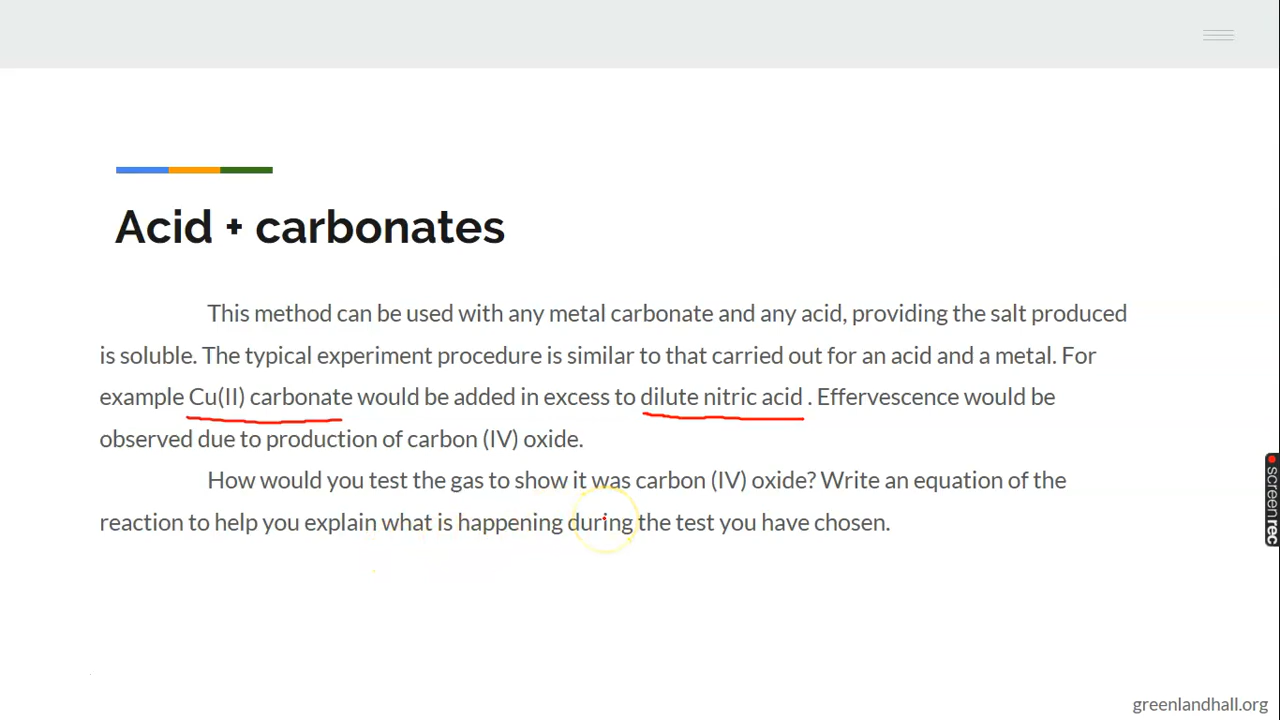 Acid + carbonates
This method can be used with any metal carbonate and any acid, providing the salt produced
is soluble. The typical experiment procedure is similar to that carried out for an acid and a metal. For
example Cu(II) carbonate would be added in excess to dilute nitric acid . Effervescence would be
observed due to production of carbon (IV) oxide.
How would you test the gas to show it was carbon (IV) oxide? Write an equation of the
reaction to help you explain what is happening during the test you have chosen.
screenrec
greenlandhall.org